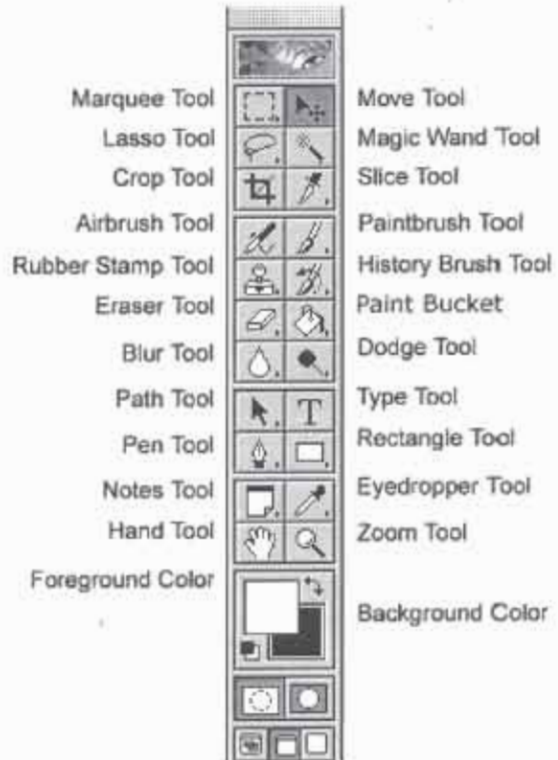 Marquee Tool Move Tool
Lasso Tool Magic Wand Tool
Crop Tool Slice Tool
Airbrush Tool Paintbrush Tool
Rubber Stamp Tool History Brush Tool
Eraser Tool Paint Bucket
Blur Tool Dodge Tool
Path Tool T Type Tool
Pen Tool Rectangle Tool
Notes Tool Eyedropper Tool
Hand Tool Zoom Tool
Foreground Color
Background Color